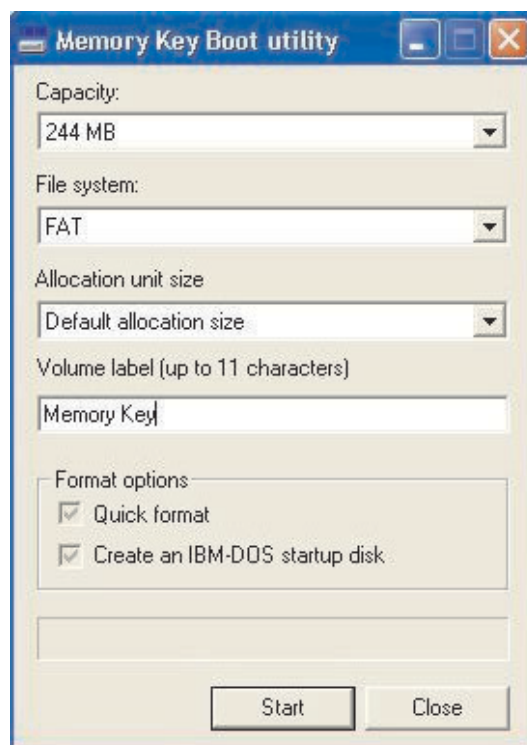 Memory Key Boot utility
Capacity:
244 MB
File system:
FAT
Allocation unit size
Default allocation size
Volume label (up to 11 characters)
Memory Key
Format options
Quick format
Create an IBM-DOS startup disk
Start Close